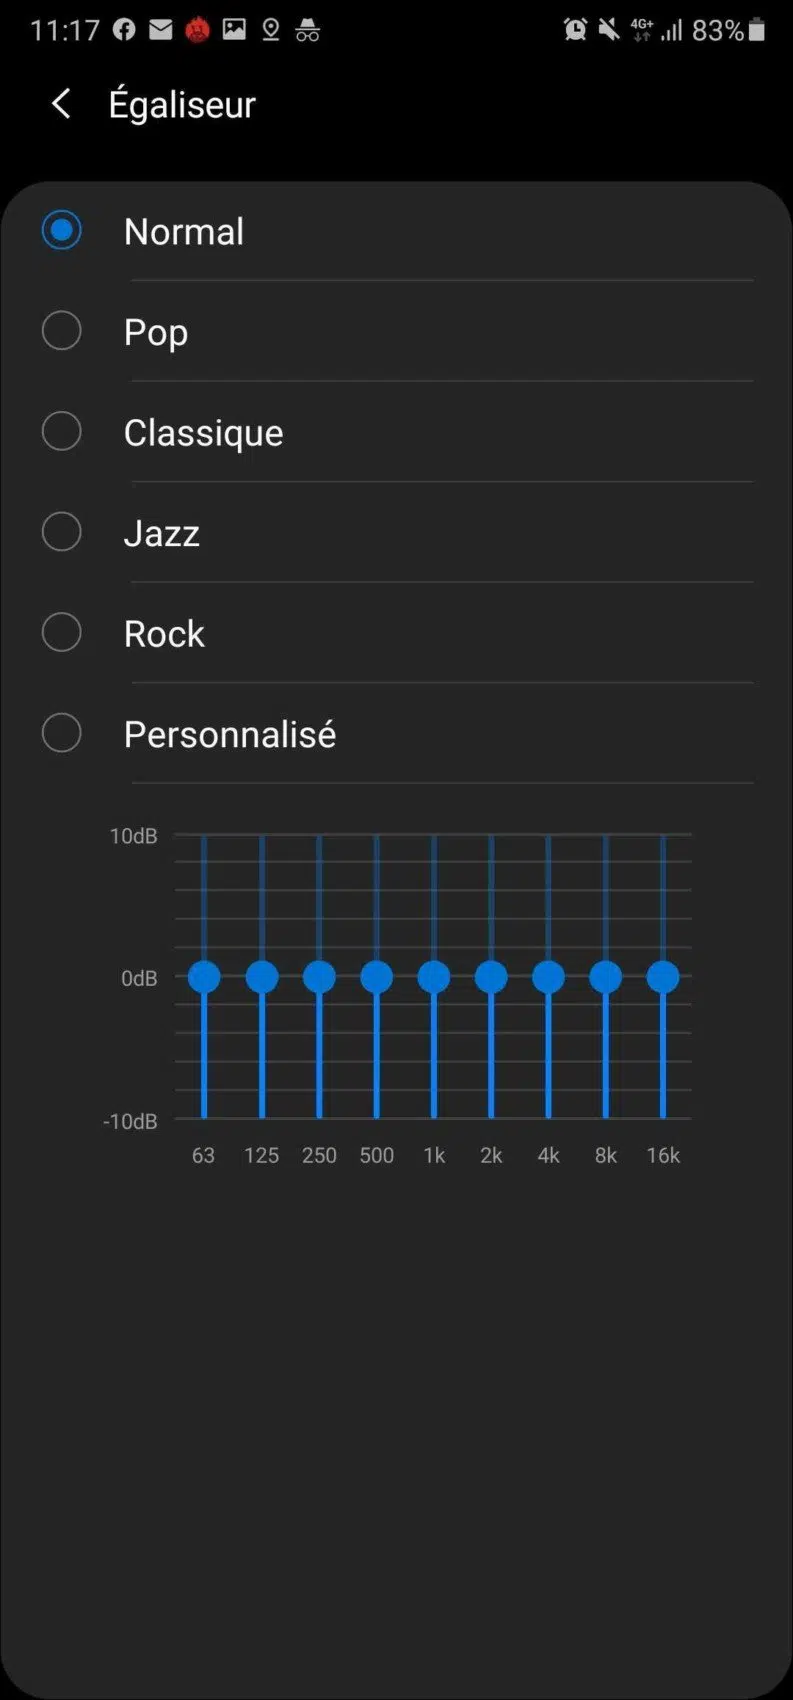 11:17 4G+ 83%
Égaliseur
Normal
Pop
Classique
Jazz
Rock
Personnalisé
10dB
0dB
-10dB
63 125 250 500 1k 2k 4k 8k 16k